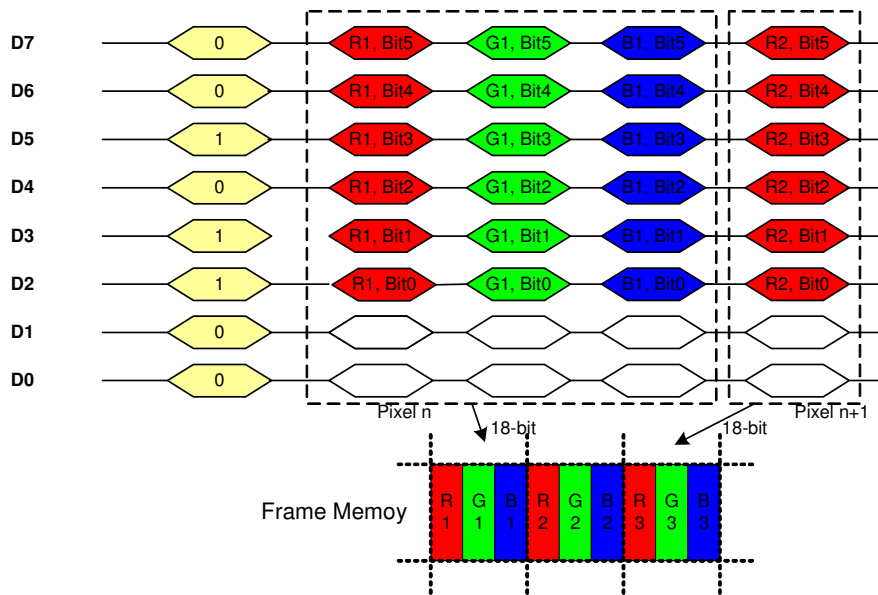 D7 0 R1, Bit5 G1, Bit5 B1, Bit5 R2, Bit5
D6 0 R1, Bit4 G1, Bit4 B1, Bit4 R2, Bit4
D5 1 R1, Bit3 G1, Bit3 B1, Bit3 R2, Bit3
D4 0 R1, Bit2 G1, Bit2 B1, Bit2 R2, Bit2
D3 1 R1, Bit1 G1, Bit1 B1, Bit1 R2, Bit1
D2 1 R1, Bit0 G1, Bit0 B1, Bit0 R2, Bit0
D1 0
D0 0
Pixel n Pixel n+1
18-bit 18-bit
Frame Memoy
R G B R G B R G B
1 1 1 2 2 2 3 3 3